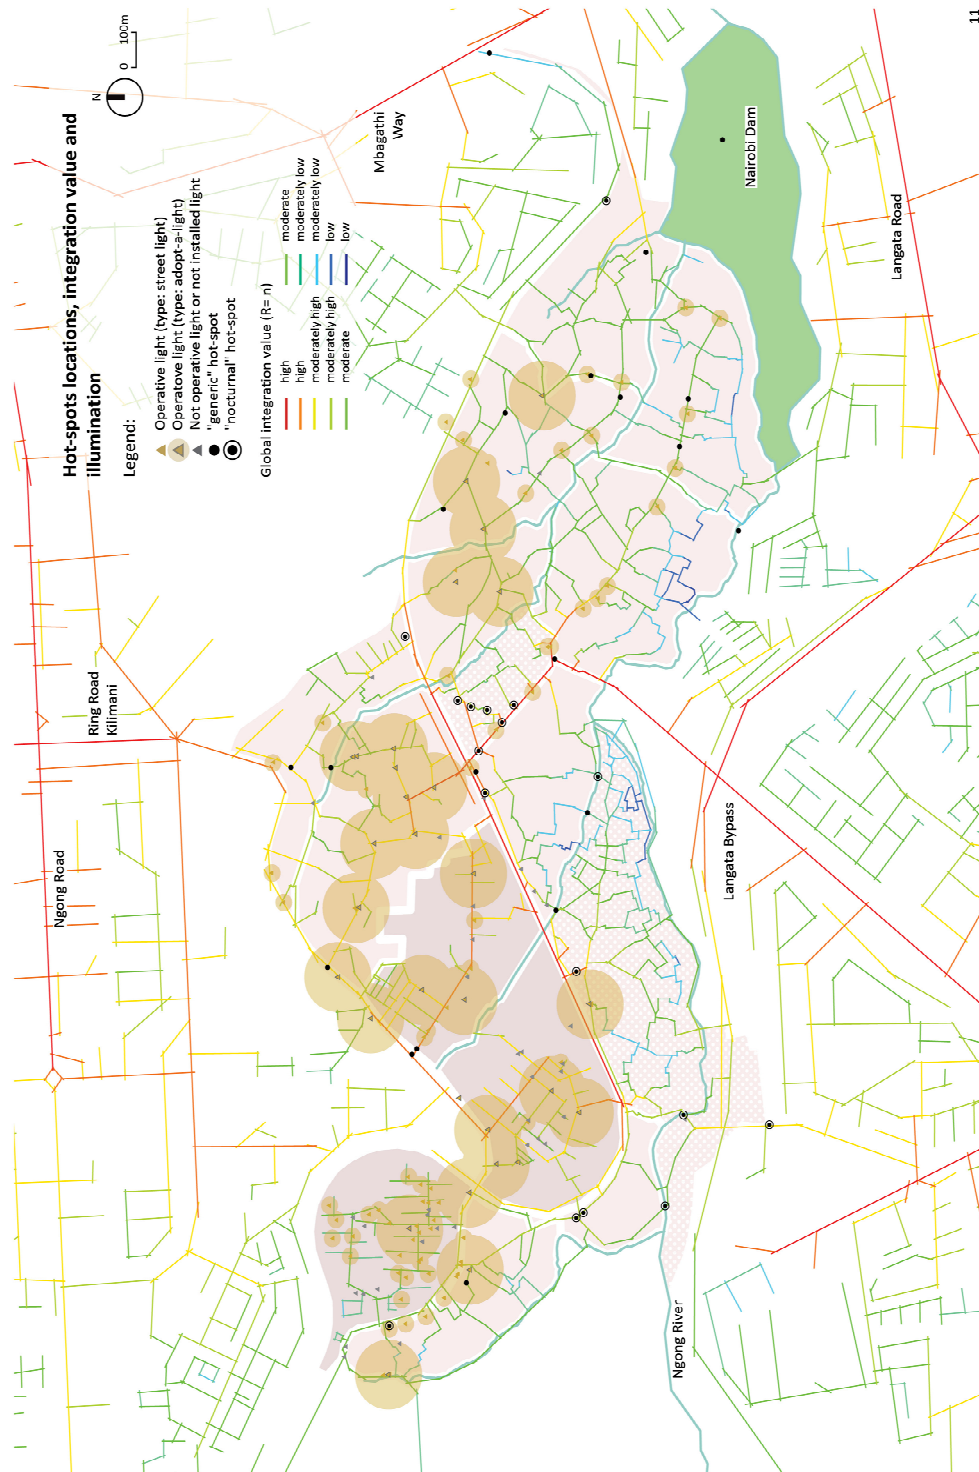 Hot-spots locations, integration value and
illumination
Legend:
Operative light (type: street light)
Operatove light (type: adopt-a-light)
Not operative light or not installed light
"generic" hot-spot
"nocturnal" hot-spot
Global integration value (R= n)
high
high
moderately high
moderately high
moderate
moderate
moderately low
moderately low
low
low
N
0 100m
Ngong Road
Ring Road
Kilimani
Mbagathi
Way
Nairobi Dam
Langata Road
Langata Bypass
Ngong River
11